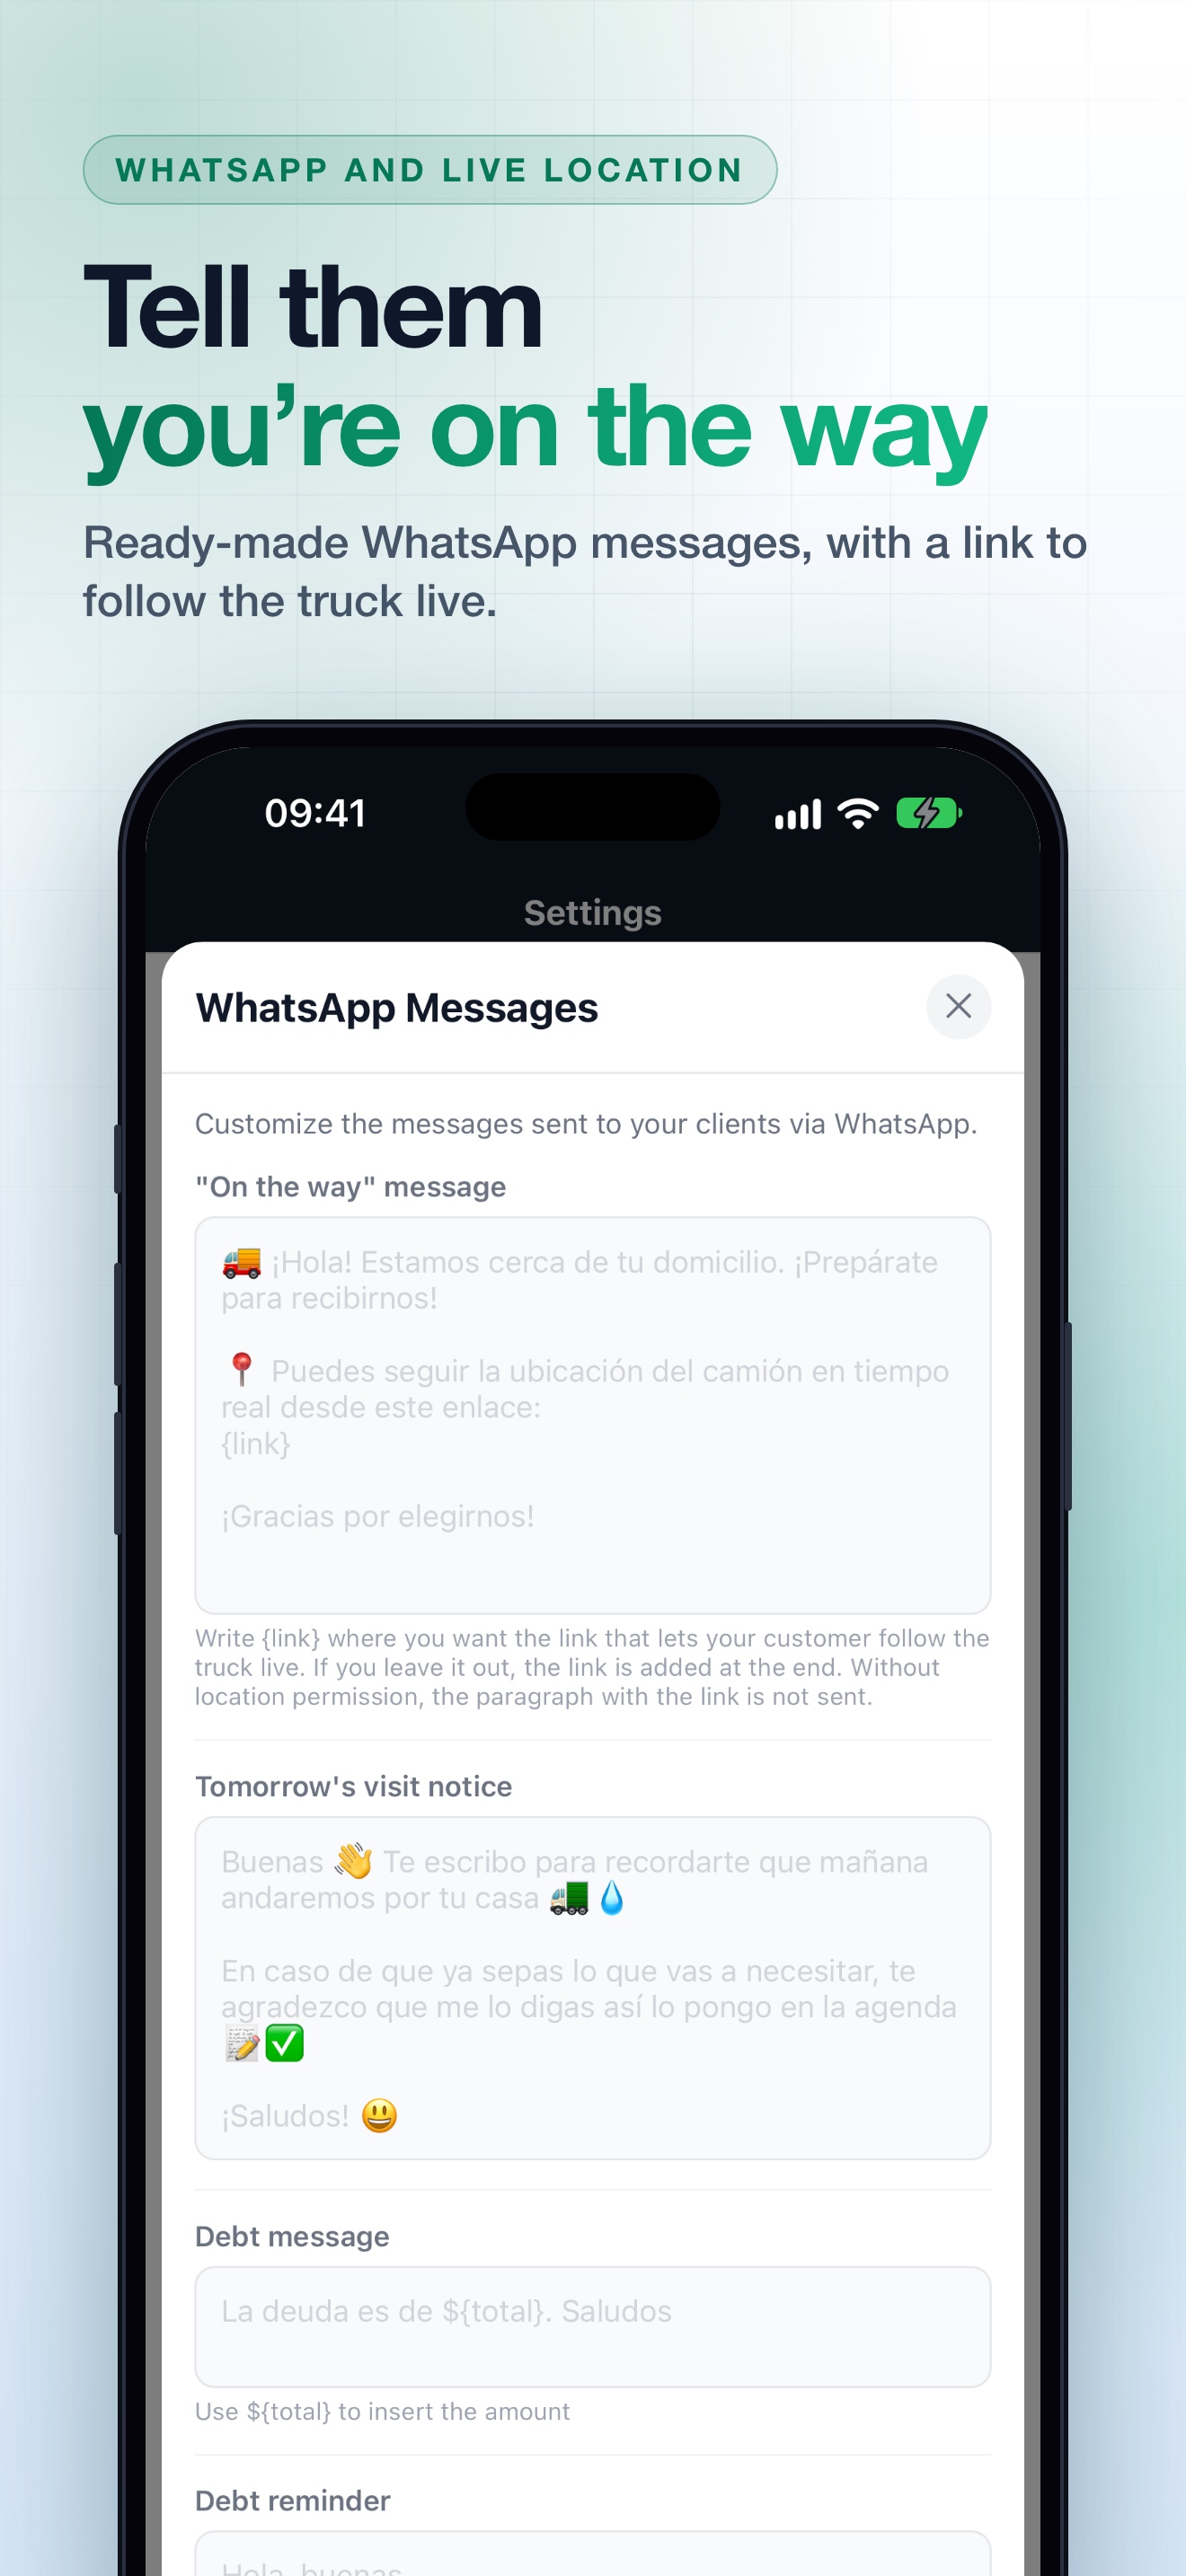 WHATSAPP AND LIVE LOCATION
Tell them
you’re on the way
Ready-made WhatsApp messages, with a link to
follow the truck live.
09:41
Settings
WhatsApp Messages
Customize the messages sent to your clients via WhatsApp.
"On the way" message
🚚 ¡Hola! Estamos cerca de tu domicilio. ¡Prepárate
para recibirnos!
📍 Puedes seguir la ubicación del camión en tiempo
real desde este enlace:
{link}
¡Gracias por elegirnos!
Write {link} where you want the link that lets your customer follow the
truck live. If you leave it out, the link is added at the end. Without
location permission, the paragraph with the link is not sent.
Tomorrow's visit notice
Buenas 👋 Te escribo para recordarte que mañana
andaremos por tu casa 🚛💧
En caso de que ya sepas lo que vas a necesitar, te
agradezco que me lo digas así lo pongo en la agenda
📝✅
¡Saludos! 😃
Debt message
La deuda es de ${total}. Saludos
Use ${total} to insert the amount
Debt reminder
Hola, buenas